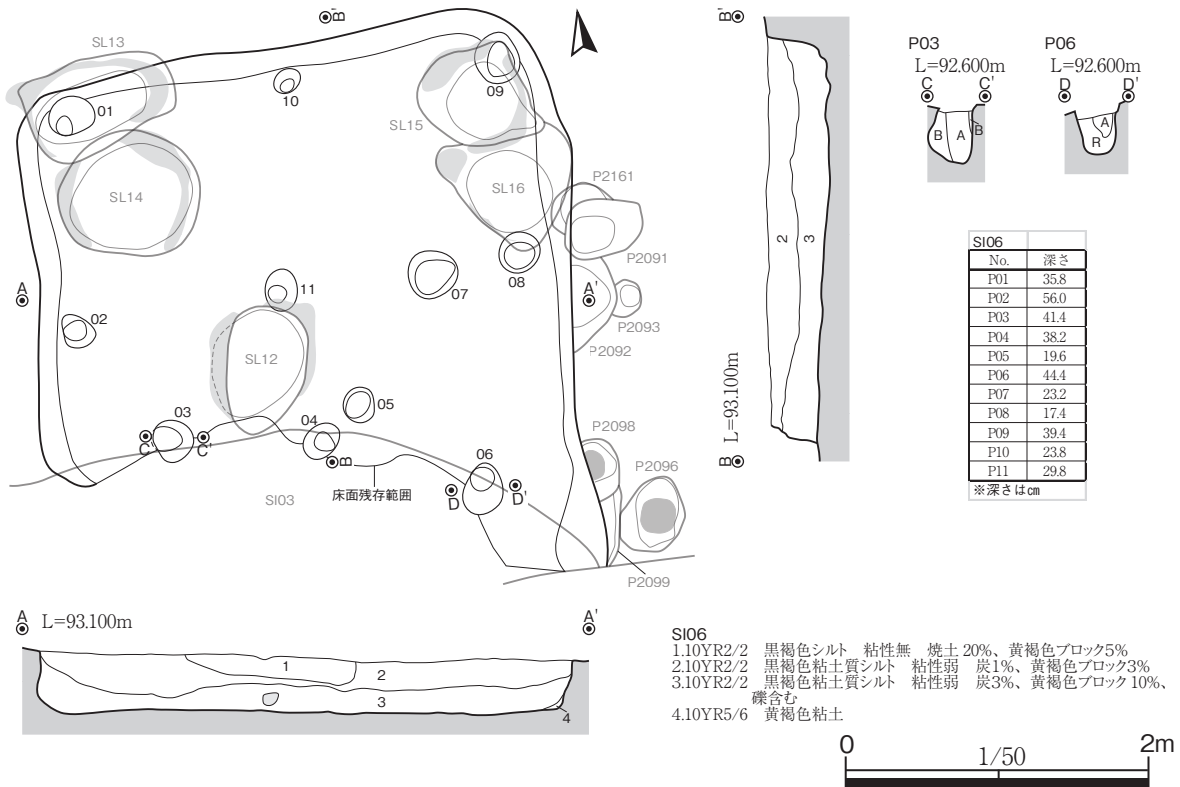 B'
SL13
01
10
09
SL15
SL14
SL16
P2161
P2091
08
07
11
A
A'
P2093
P2092
02
SL12
05
03
04
C
C'
B
06
P2098
P2096
D
D'
床面残存範囲
SI03
P2099
B'
2
3
L=93.100m
B
P03
L=92.600m
C
C'
B
A
B
P06
L=92.600m
D
D'
A
R
SI06
No. 深さ
P01 35.8
P02 56.0
P03 41.4
P04 38.2
P05 19.6
P06 44.4
P07 23.2
P08 17.4
P09 39.4
P10 23.8
P11 29.8
※深さは㎝
A L=93.100m A'
1
2
3
4
SI06
1.10YR2/2 黒褐色シルト 粘性無 焼土20%、黄褐色ブロック5%
2.10YR2/2 黒褐色粘土質シルト 粘性弱 炭1%、黄褐色ブロック3%
3.10YR2/2 黒褐色粘土質シルト 粘性弱 炭3%、黄褐色ブロック10%、
礫含む
4.10YR5/6 黄褐色粘土
0 1/50 2m